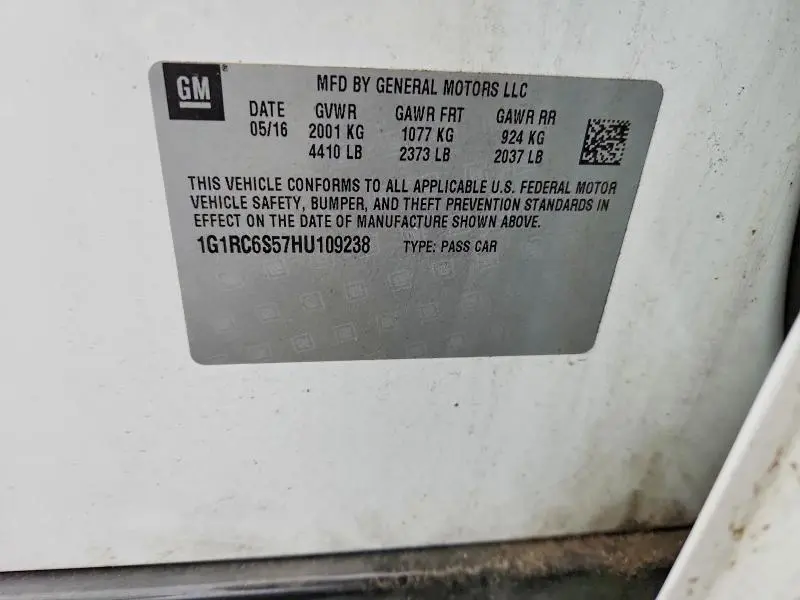 GM
MFD BY GENERAL MOTORS LLC
DATE GVWR GAWR FRT GAWR RR
05/16 2001 KG 1077 KG 924 KG
4410 LB 2373 LB 2037 LB
THIS VEHICLE CONFORMS TO ALL APPLICABLE U.S. FEDERAL MOTOR
VEHICLE SAFETY, BUMPER, AND THEFT PREVENTION STANDARDS IN
EFFECT ON THE DATE OF MANUFACTURE SHOWN ABOVE.
1G1RC6S57HU109238 TYPE: PASS CAR